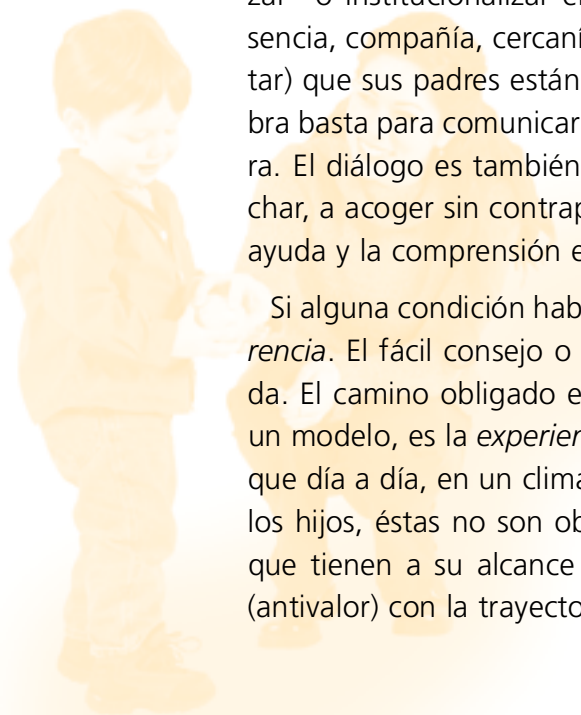 zar" o institucionalizar e
sencia, compañía, cercaní
tar) que sus padres están
bra basta para comunicar
ra. El diálogo es también
char, a acoger sin contrap
ayuda y la comprensión e
Si alguna condición hab
rencia. El fácil consejo o
da. El camino obligado e
un modelo, es la experien
que día a día, en un clima
los hijos, éstas no son ob
que tienen a su alcance
(antivalor) con la trayecto